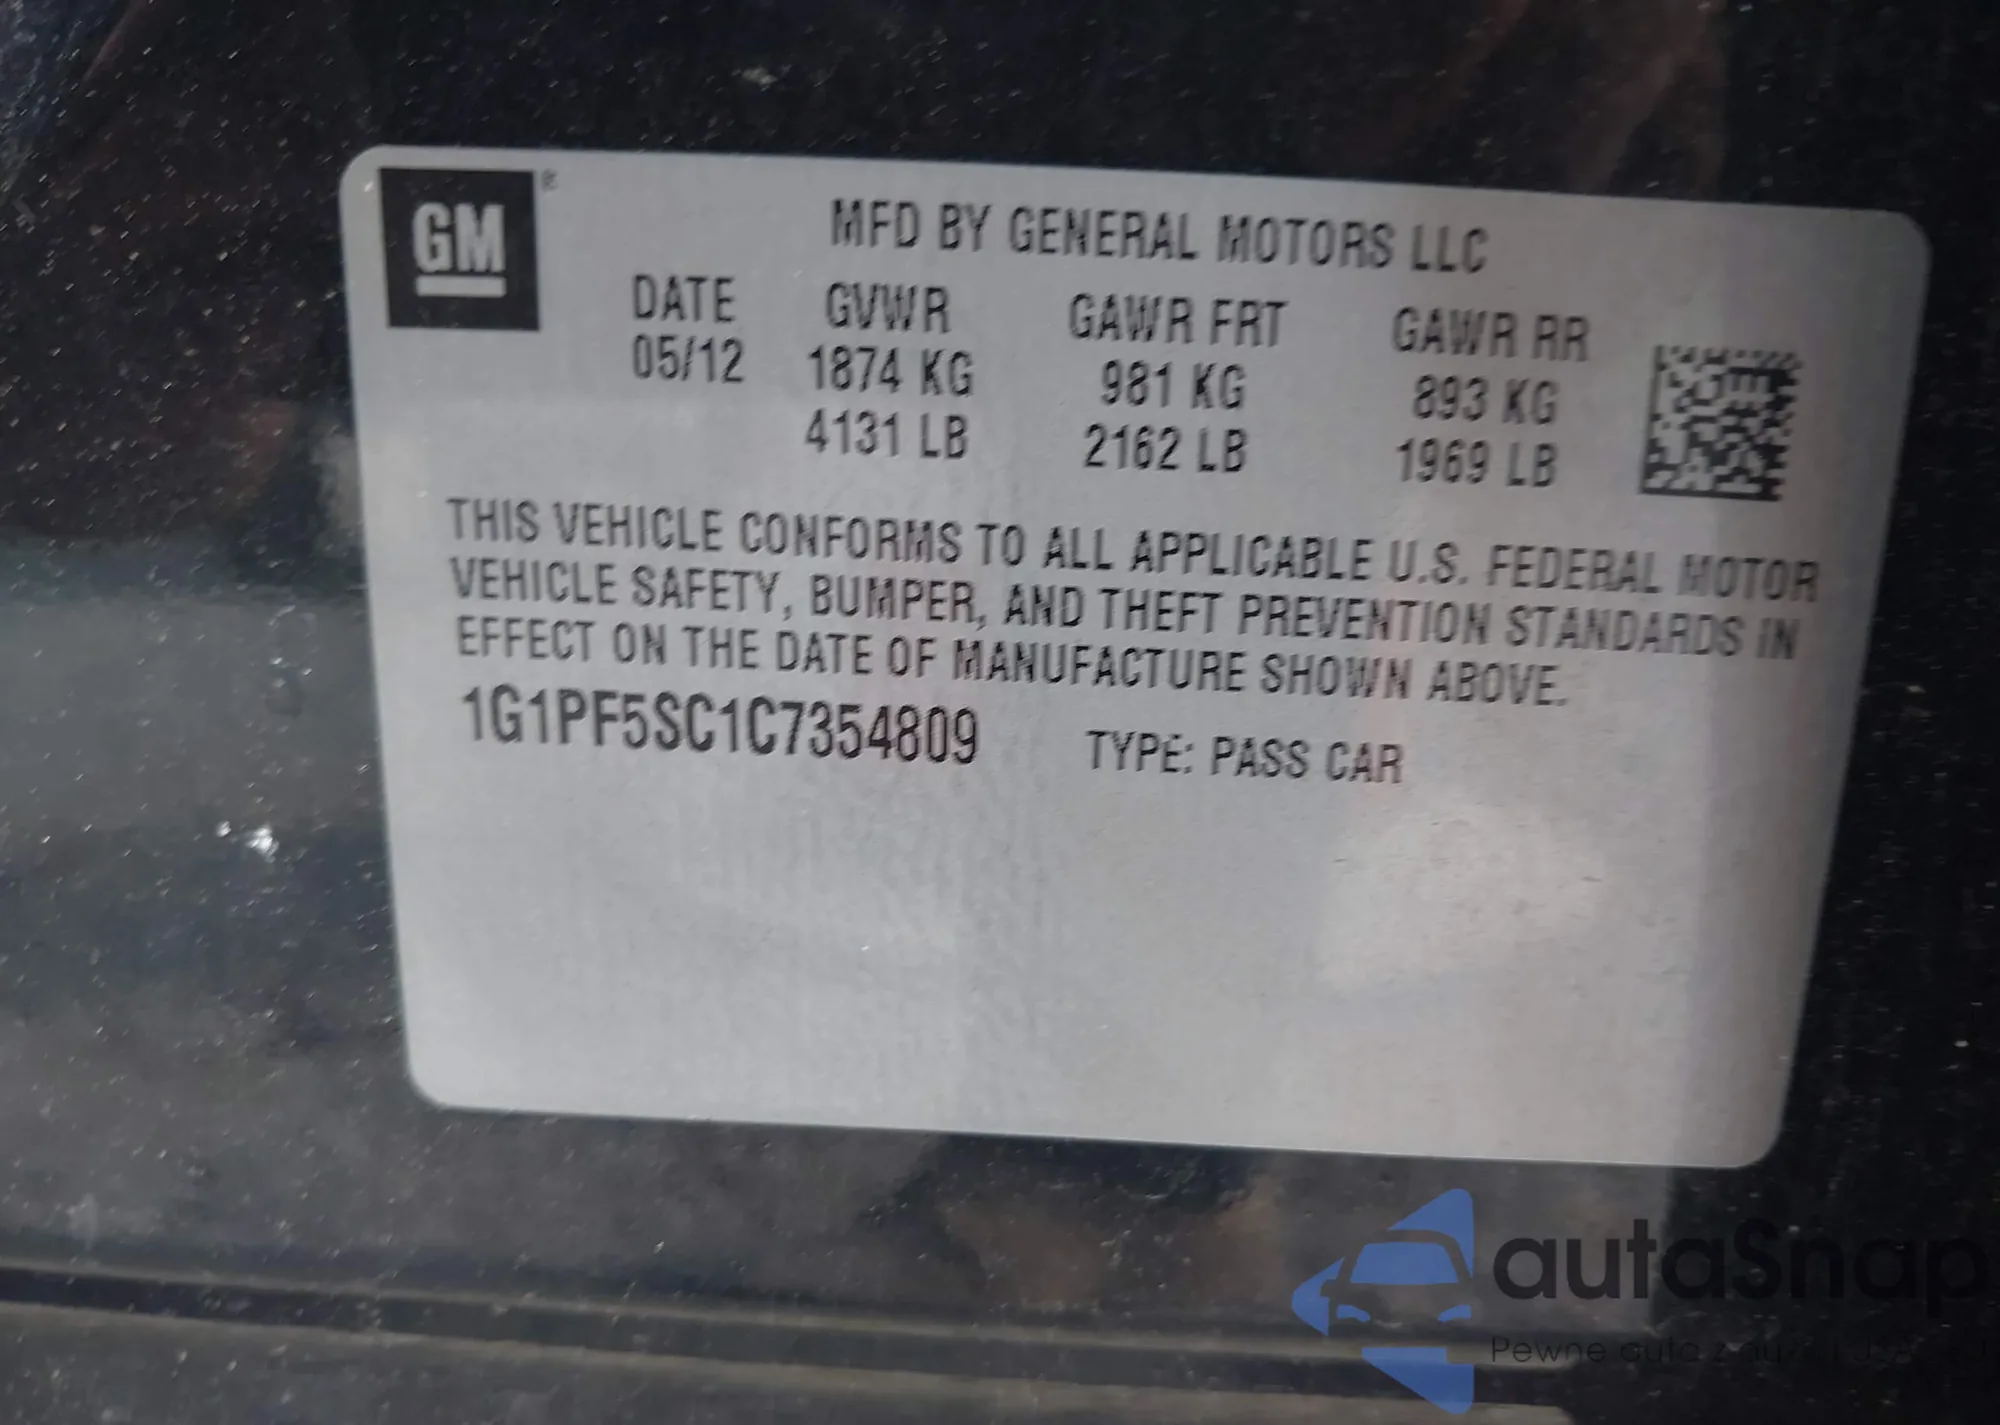 GM ®
MFD BY GENERAL MOTORS LLC
DATE GVWR GAWR FRT GAWR RR
05/12 1874 KG 981 KG 893 KG
4131 LB 2162 LB 1969 LB
THIS VEHICLE CONFORMS TO ALL APPLICABLE U.S. FEDERAL MOTOR
VEHICLE SAFETY, BUMPER, AND THEFT PREVENTION STANDARDS IN
EFFECT ON THE DATE OF MANUFACTURE SHOWN ABOVE.
1G1PF5SC1C7354809 TYPE: PASS CAR
autaSnap
Pewne auta z